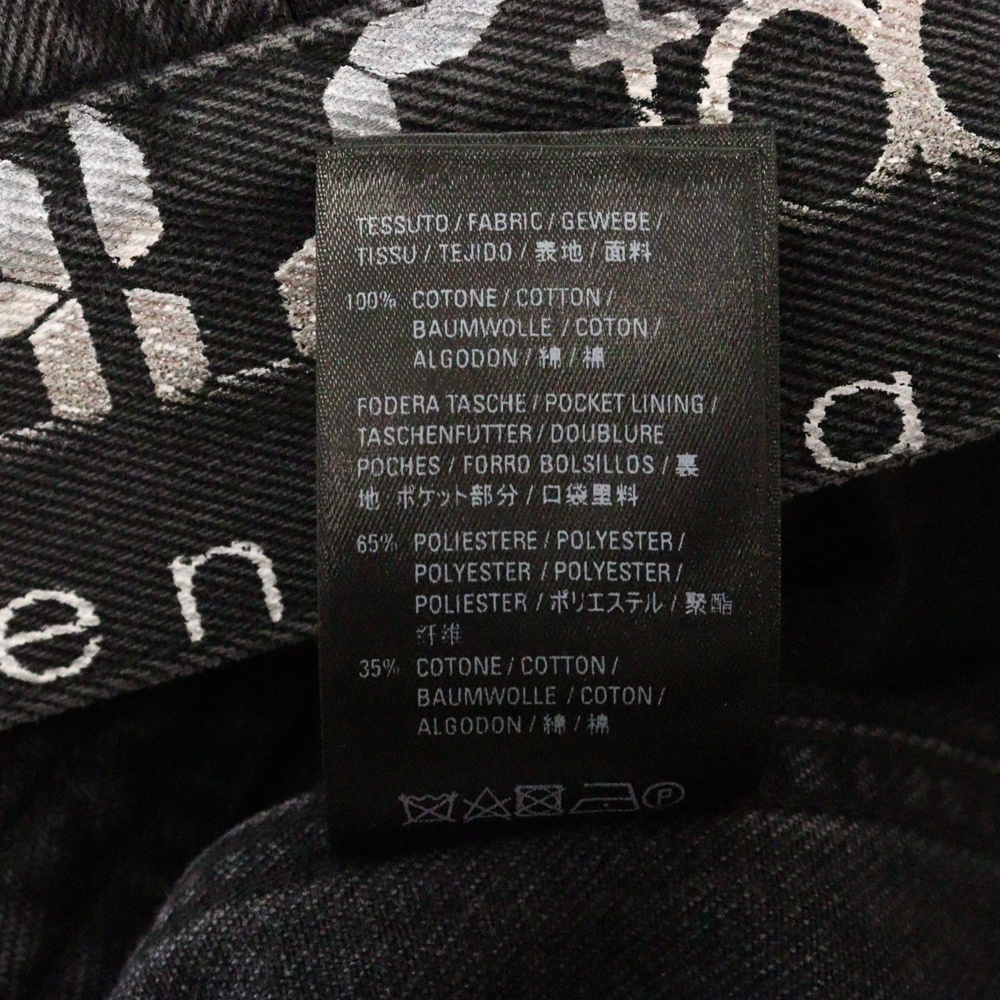 TESSUTO / FABRIC / GEWEBE /
TISSU / TEJIDO / 表地 / 面料
100% COTONE / COTTON /
BAUMWOLLE / COTON /
ALGODON / 綿 / 棉
FODERA TASCHE / POCKET LINING /
TASCHENFUTTER / DOUBLURE
POCHES / FORRO BOLSILLOS / 裏
地 ポケット部分 / 口袋里料
65% POLIESTERE / POLYESTER /
POLYESTER / POLYESTER /
POLIESTER / ポリエステル / 聚酯
纤维
35% COTONE / COTTON /
BAUMWOLLE / COTON /
ALGODON / 綿 / 棉
P
en
d